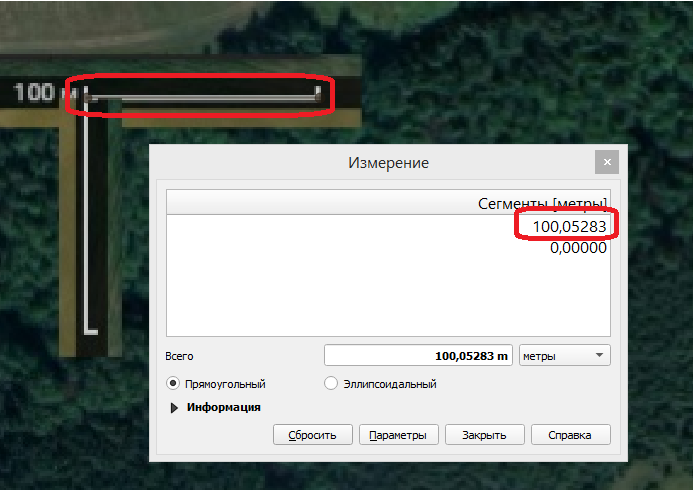 100 м
Измерение
Сегменты [метры]
100,05283
0,00000
Всего
100,05283 m
метры
Прямоугольный
Эллипсоидальный
Информация
Сбросить
Параметры
Закрыть
Справка